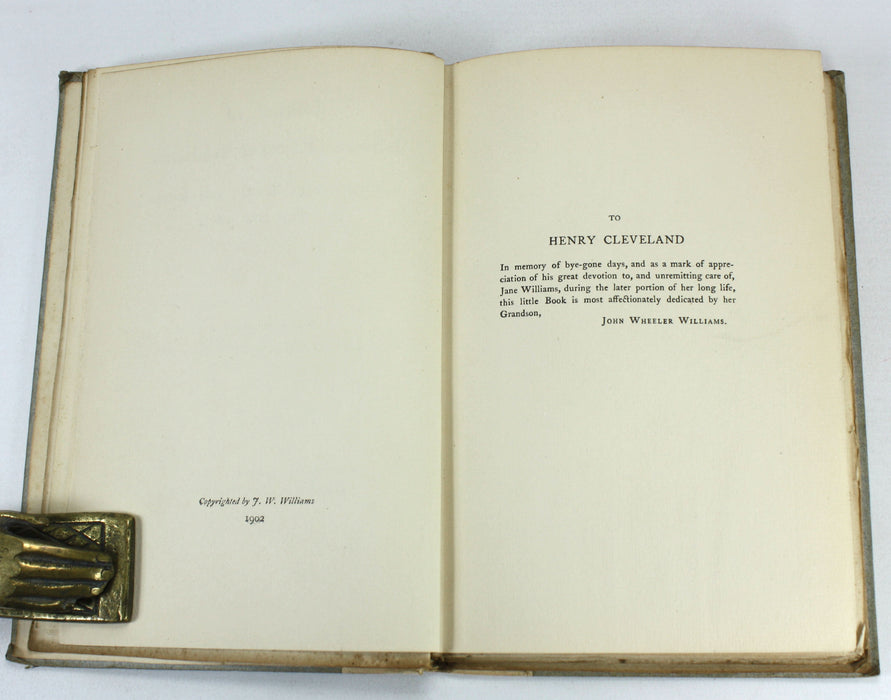 Copyrighted by J. W. Williams
1902
TO
HENRY CLEVELAND
In memory of bye-gone days, and as a mark of appre-
ciation of his great devotion to, and unremitting care of,
Jane Williams, during the later portion of her long life,
this little Book is most affectionately dedicated by her
Grandson,
JOHN WHEELER WILLIAMS.